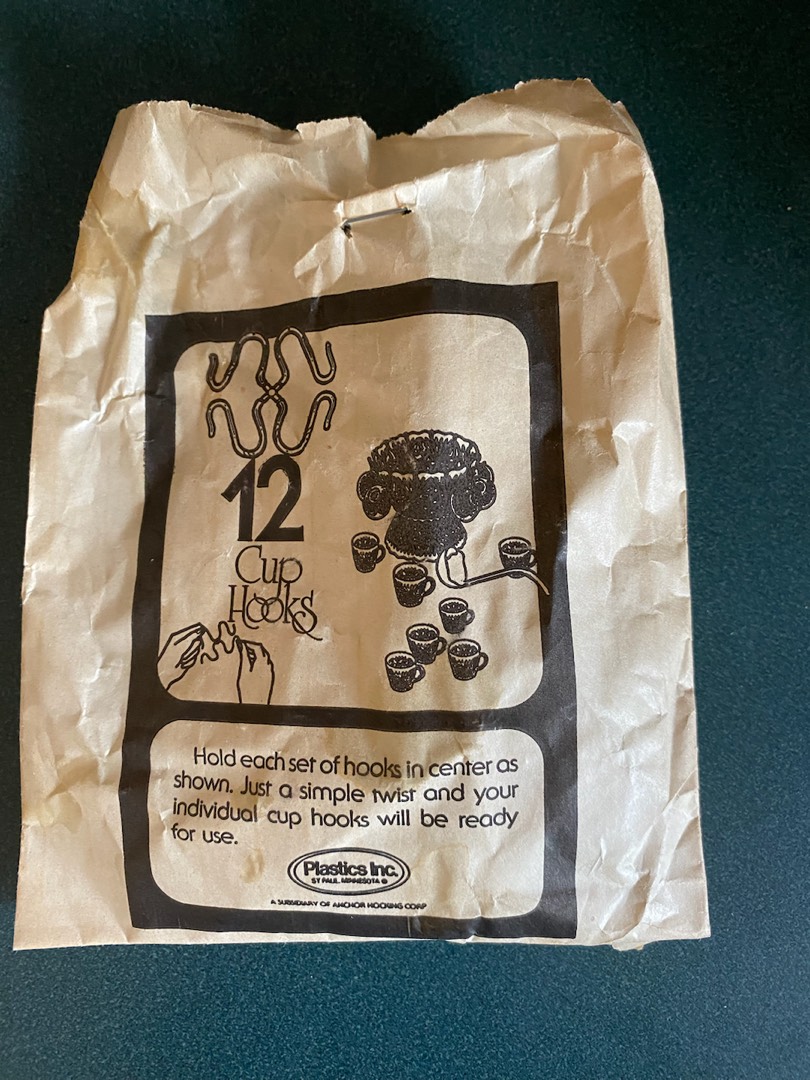 12
Cup
Hooks
Hold each set of hooks in center as
shown. Just a simple twist and your
individual cup hooks will be ready
for use.
Plastics Inc.
ST PAUL, MINNESOTA ®
A SUBSIDIARY OF ANCHOR HOCKING CORP